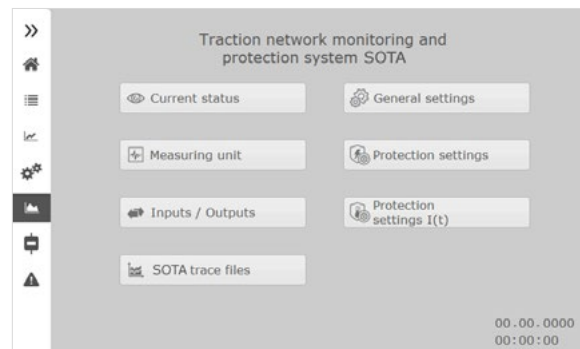 Traction network monitoring and
protection system SOTA
Current status
General settings
Measuring unit
Protection settings
Inputs / Outputs
Protection
settings I(t)
SOTA trace files
00.00.0000
00:00:00